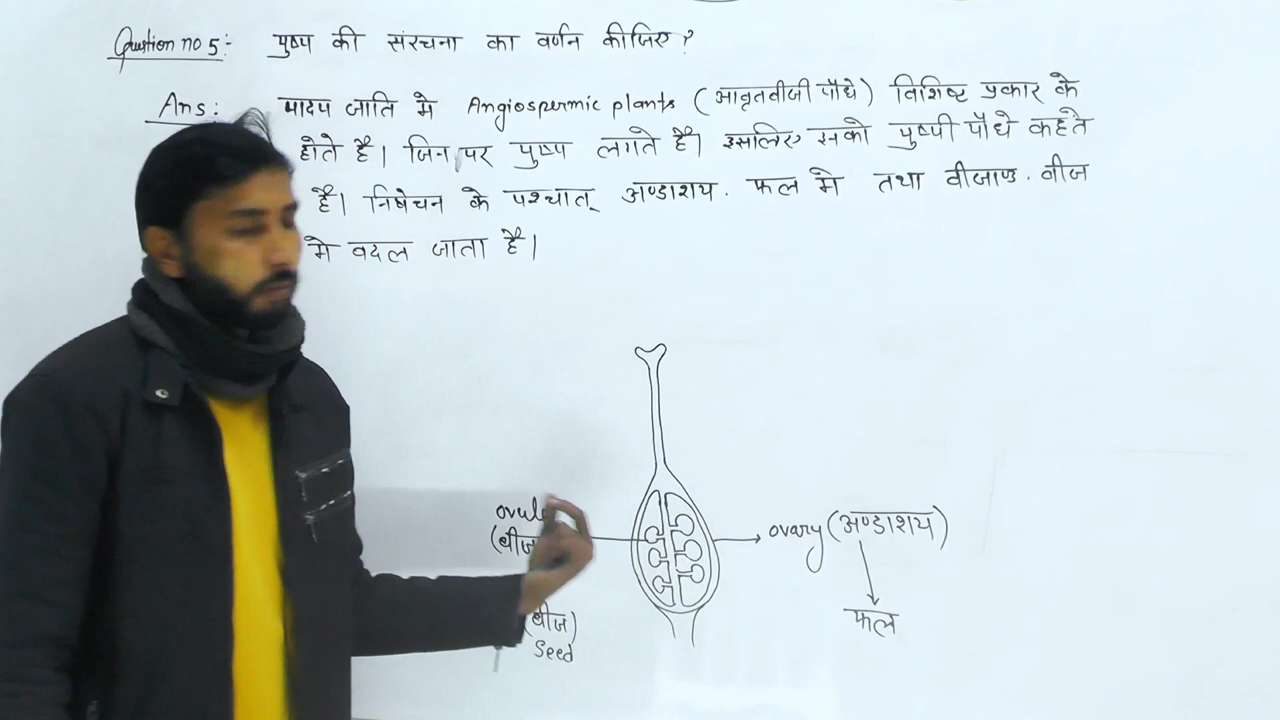 Question no 5:- पुष्प की संरचना का वर्णन कीजिए?
Ans: पादप जाति मे Angiospermic plants (आवृतबीजी पौधे) विशिष्ट प्रकार के
होते है। जिन पर पुष्प लगते है। इसलिए इसको पुष्पी पौधे कहते
है। निषेचन के पश्चात् अण्डाशय. फल मे तथा बीजाण्ड. बीज
मे बदल जाता है।
ovule
(बीज
ovary (अण्डाशय)
फल
(बीज)
Seed